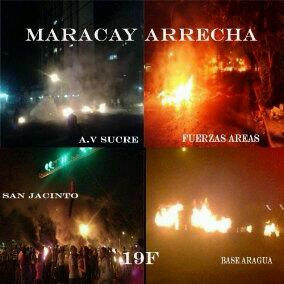 MARACAY ARRECHA
A.V SUCRE
FUERZAS AREAS
SAN JACINTO
19F
BASE ARAGUA